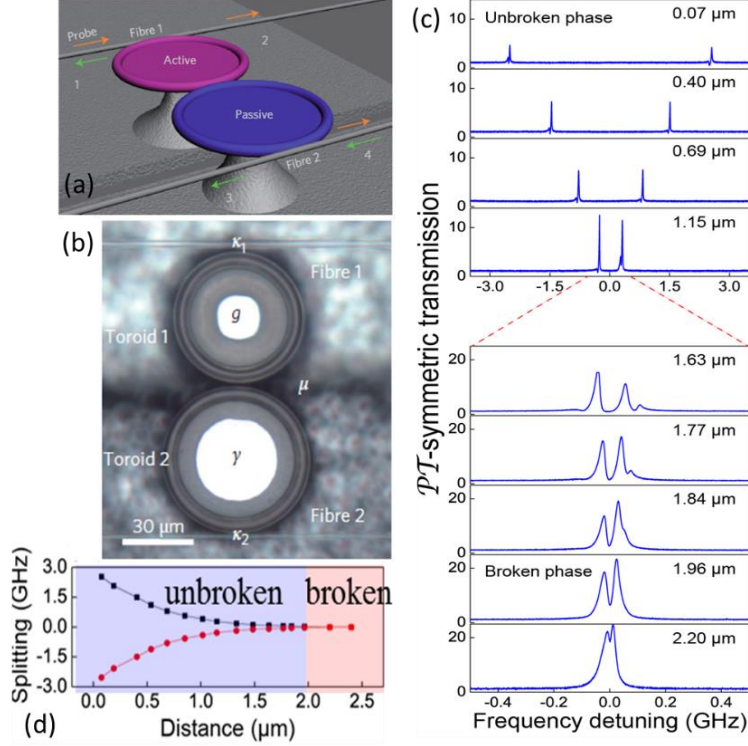 Probe
Fibre 1
2
1
Active
Passive
Fibre 2
4
3
(a)
(b)
κ1
Fibre 1
g
Toroid 1
μ
Toroid 2
γ
30 μm
Fibre 2
κ2
3.0
1.5
0.0
-1.5
-3.0
Splitting (GHz)
unbroken
broken
0.0 0.5 1.0 1.5 2.0 2.5
Distance (μm)
(d)
(c)
PT-symmetric transmission
10
0
Unbroken phase
0.07 μm
10
0
0.40 μm
10
0
0.69 μm
10
0
1.15 μm
-3.5 -1.5 0.0 1.5 3.5
20
0
1.63 μm
20
0
1.77 μm
20
0
1.84 μm
20
0
Broken phase
1.96 μm
20
0
2.20 μm
-0.4 -0.2 0.0 0.2 0.4
Frequency detuning (GHz)